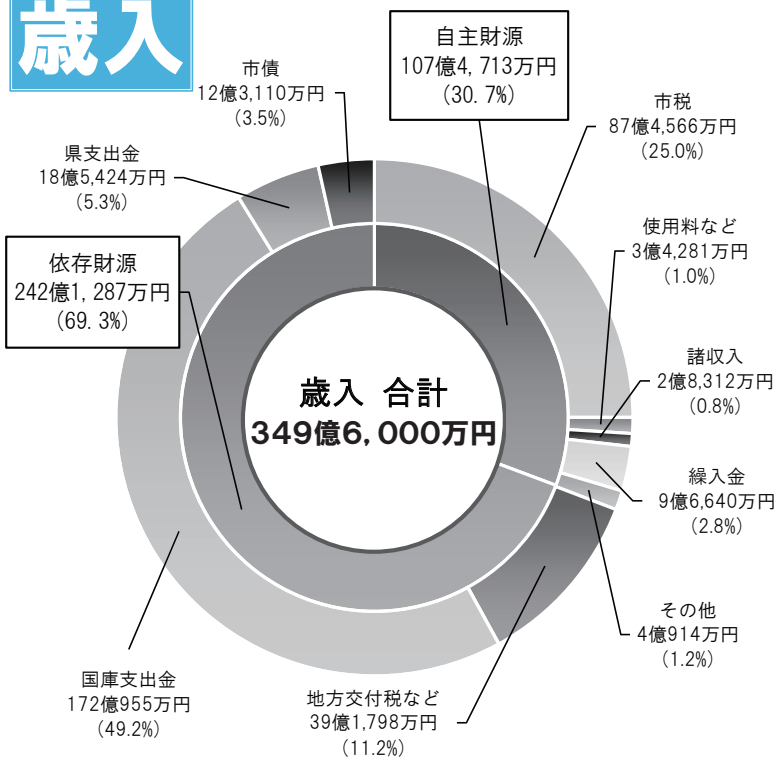 歳入
自主財源
107億4,713万円
(30.7%)
市債
12億3,110万円
(3.5%)
市税
87億4,566万円
(25.0%)
県支出金
18億5,424万円
(5.3%)
使用料など
3億4,281万円
(1.0%)
依存財源
242億1,287万円
(69.3%)
諸収入
2億8,312万円
(0.8%)
歳入 合計
349億6,000万円
繰入金
9億6,640万円
(2.8%)
その他
4億914万円
(1.2%)
国庫支出金
172億955万円
(49.2%)
地方交付税など
39億1,798万円
(11.2%)